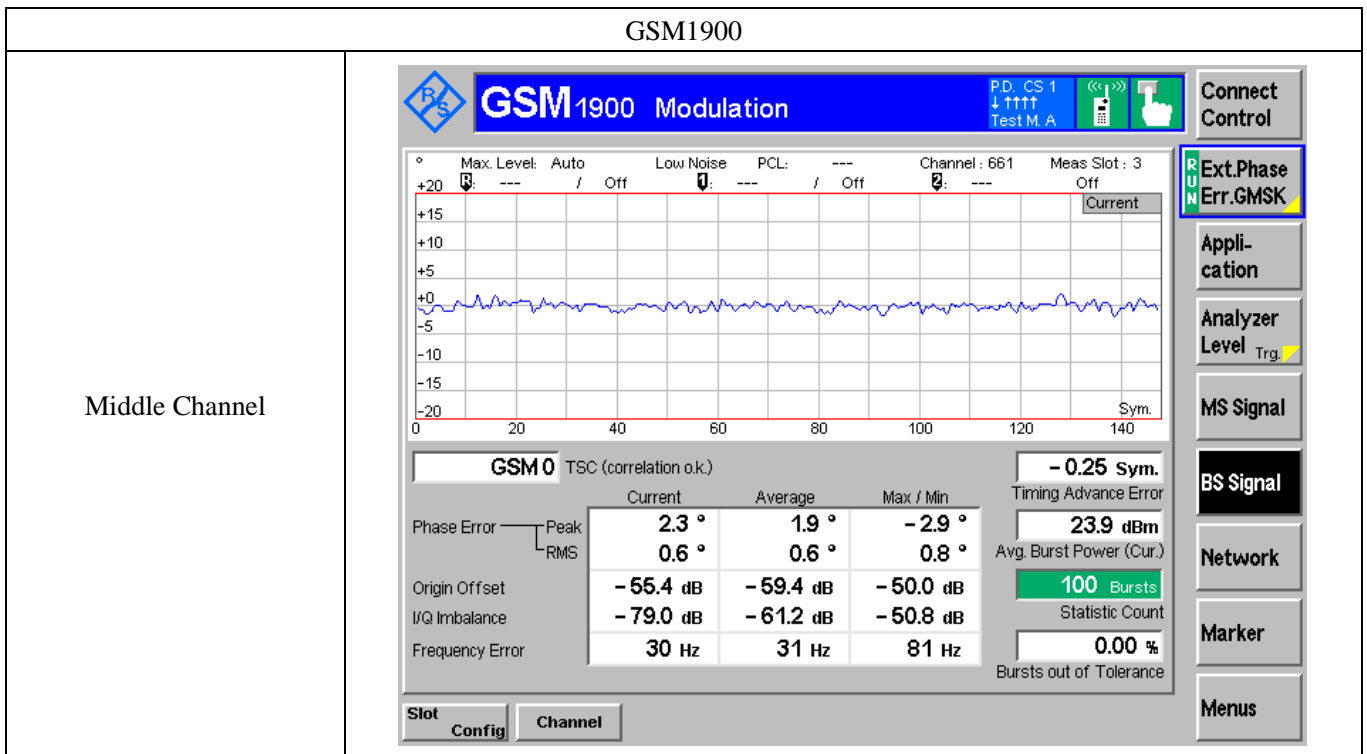 GSM1900
Middle Channel
R/S
GSM 1900 Modulation
P.D. CS 1
Test M. A
Connect Control
° Max. Level: Auto Low Noise PCL: --- Channel : 661 Meas Slot : 3
+20 R: --- / Off 1: --- / Off 2: --- Off
Current
+15
+10
+5
+0
-5
-10
-15
-20
Sym.
0 20 40 60 80 100 120 140
RUN
Ext.Phase
Err.GMSK
Appli-
cation
Analyzer
Level Trg.
MS Signal
BS Signal
Network
Marker
Menus
GSM 0 TSC (correlation o.k.)
Current Average Max / Min
Phase Error Peak 2.3 ° 1.9 ° - 2.9 °
RMS 0.6 ° 0.6 ° 0.8 °
Origin Offset - 55.4 dB - 59.4 dB - 50.0 dB
I/Q Imbalance - 79.0 dB - 61.2 dB - 50.8 dB
Frequency Error 30 Hz 31 Hz 81 Hz
- 0.25 Sym.
Timing Advance Error
23.9 dBm
Avg. Burst Power (Cur.)
100 Bursts
Statistic Count
0.00 %
Bursts out of Tolerance
Slot
Config
Channel